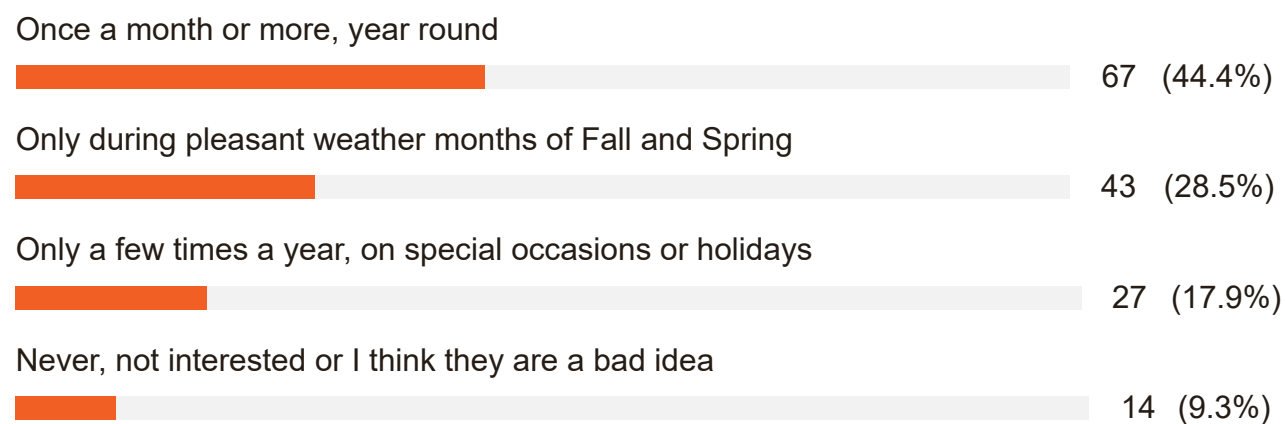 Once a month or more, year round
67 (44.4%)
Only during pleasant weather months of Fall and Spring
43 (28.5%)
Only a few times a year, on special occasions or holidays
27 (17.9%)
Never, not interested or I think they are a bad idea
14 (9.3%)